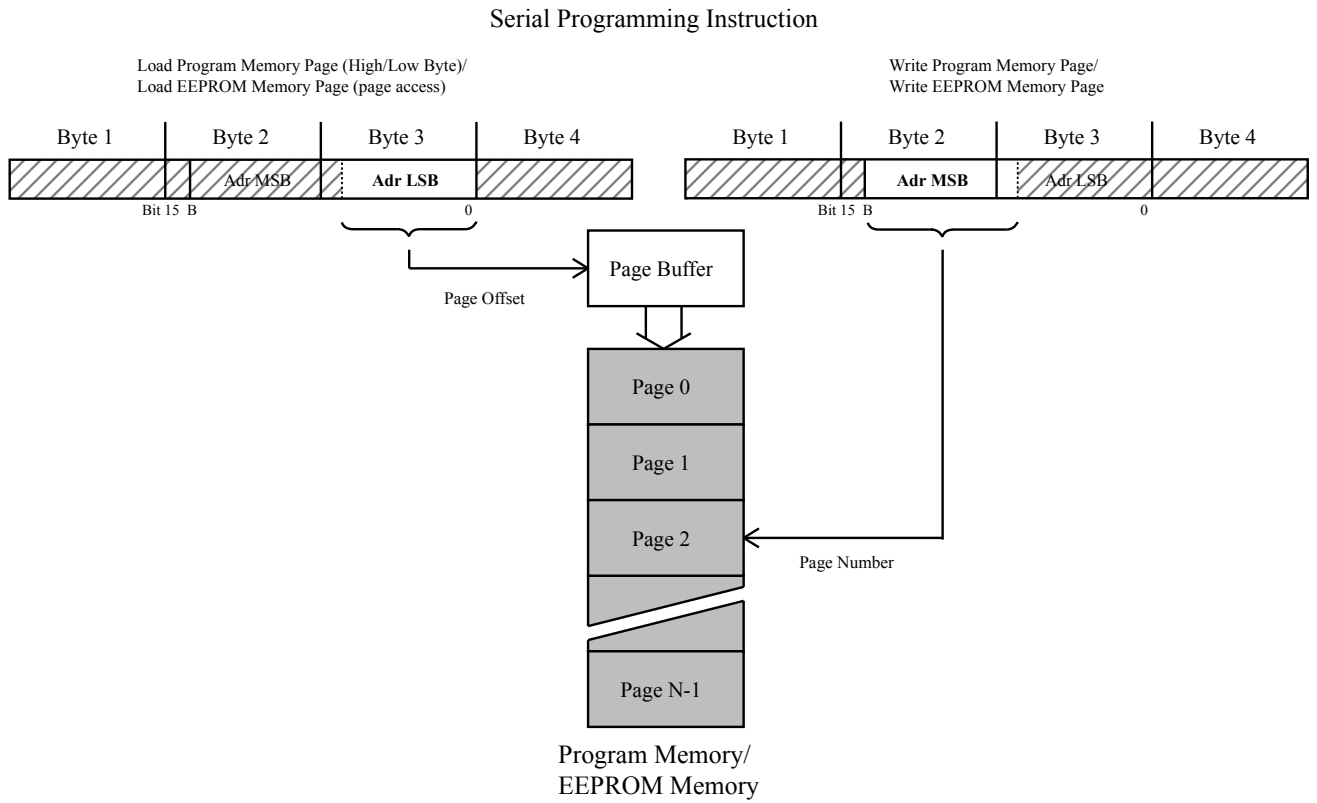 Serial Programming Instruction
Load Program Memory Page (High/Low Byte)/
Load EEPROM Memory Page (page access)
Write Program Memory Page/
Write EEPROM Memory Page
Byte 1 Byte 2 Byte 3 Byte 4
Byte 1 Byte 2 Byte 3 Byte 4
Adr MSB Adr LSB
Adr MSB Adr LSB
Bit 15 B 0
Bit 15 B 0
Page Buffer
Page Offset
Page 0
Page 1
Page 2
Page Number
Page N-1
Program Memory/
EEPROM Memory